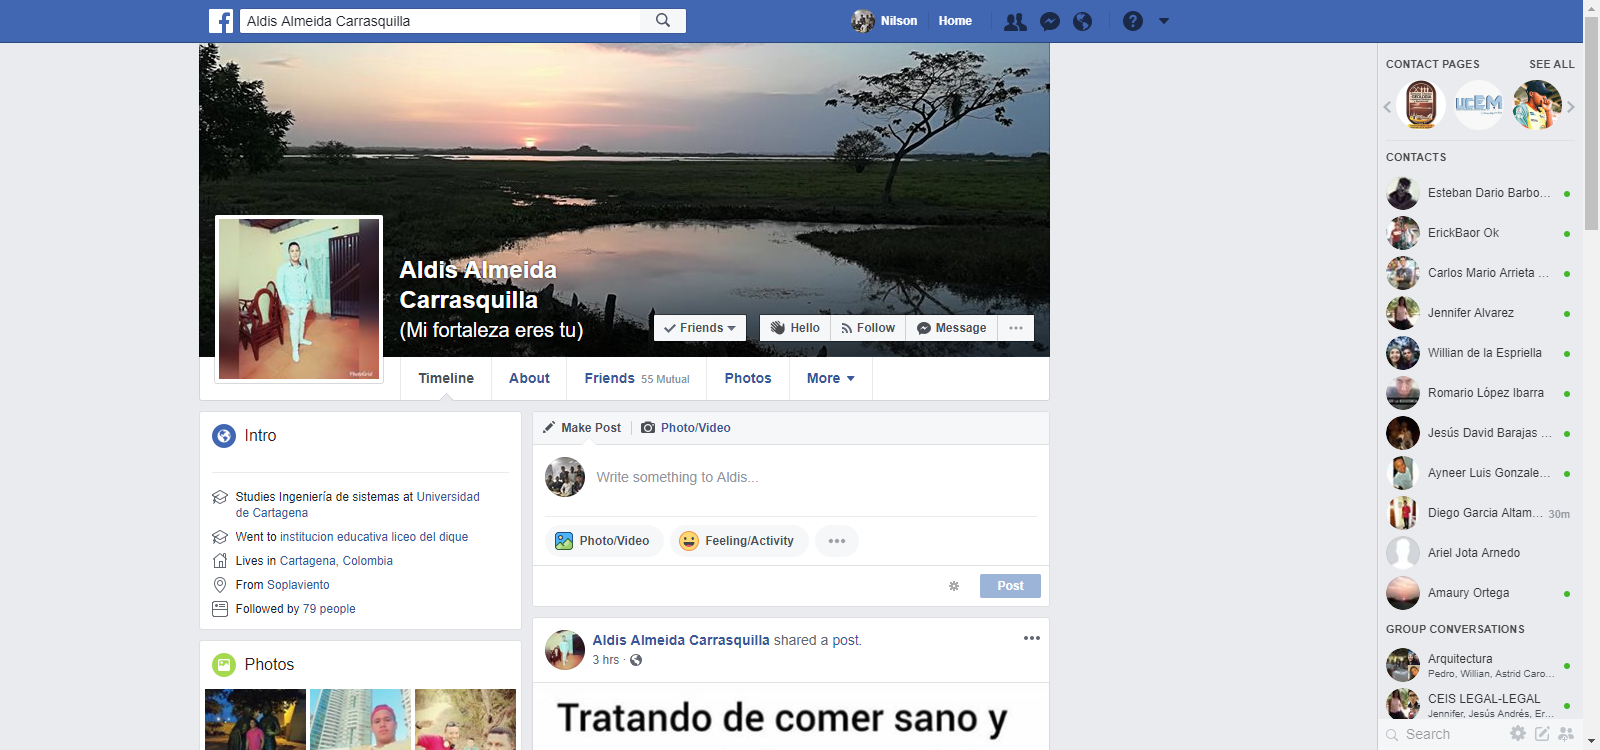 Aldis Almeida Carrasquilla
Nilson
Home
Aldis Almeida
Carrasquilla
(Mi fortaleza eres tu)
Friends
Hello
Follow
Message
Timeline
About
Friends 55 Mutual
Photos
More
Intro
Studies Ingeniería de sistemas at Universidad
de Cartagena
Went to institucion educativa liceo del dique
Lives in Cartagena, Colombia
From Soplaviento
Followed by 79 people
Photos
Make Post
Photo/Video
Write something to Aldis...
Photo/Video
Feeling/Activity
Post
Aldis Almeida Carrasquilla shared a post.
3 hrs ·
Tratando de comer sano y
CONTACT PAGES
SEE ALL
UCEM
CONTACTS
Esteban Dario Barbo...
ErickBaor Ok
Carlos Mario Arrieta ...
Jennifer Alvarez
Willian de la Espriella
Romario López Ibarra
Jesús David Barajas ...
Ayneer Luis Gonzale...
Diego Garcia Altam... 30m
Ariel Jota Arnedo
Amaury Ortega
GROUP CONVERSATIONS
Arquitectura
Pedro, Willian, Astrid Caro...
CEIS LEGAL-LEGAL
Jennifer, Jesús Andrés, Er...
Search